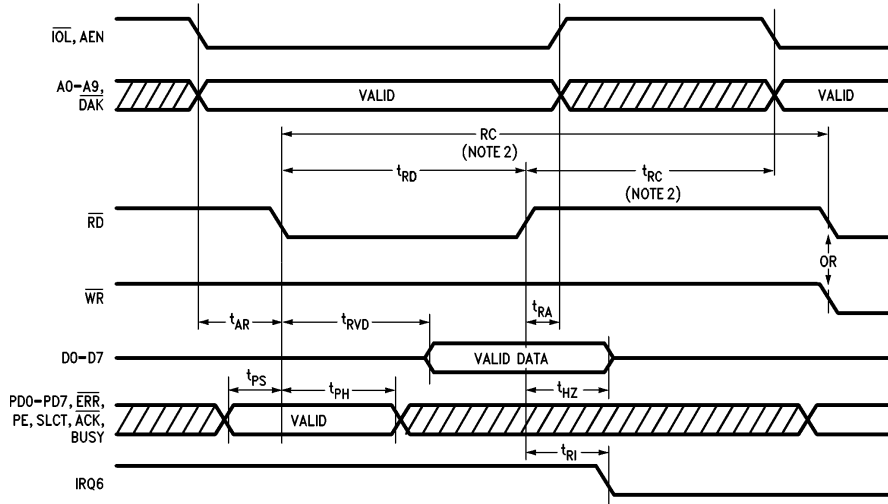 IOL, AEN
A0-A9,
DAK
VALID
VALID
RC
(NOTE 2)
tRD
tRC
(NOTE 2)
RD
OR
WR
tAR
tRVD
tRA
D0-D7
VALID DATA
tPS
tPH
tHZ
PD0-PD7, ERR,
PE, SLCT, ACK,
BUSY
VALID
tRI
IRQ6